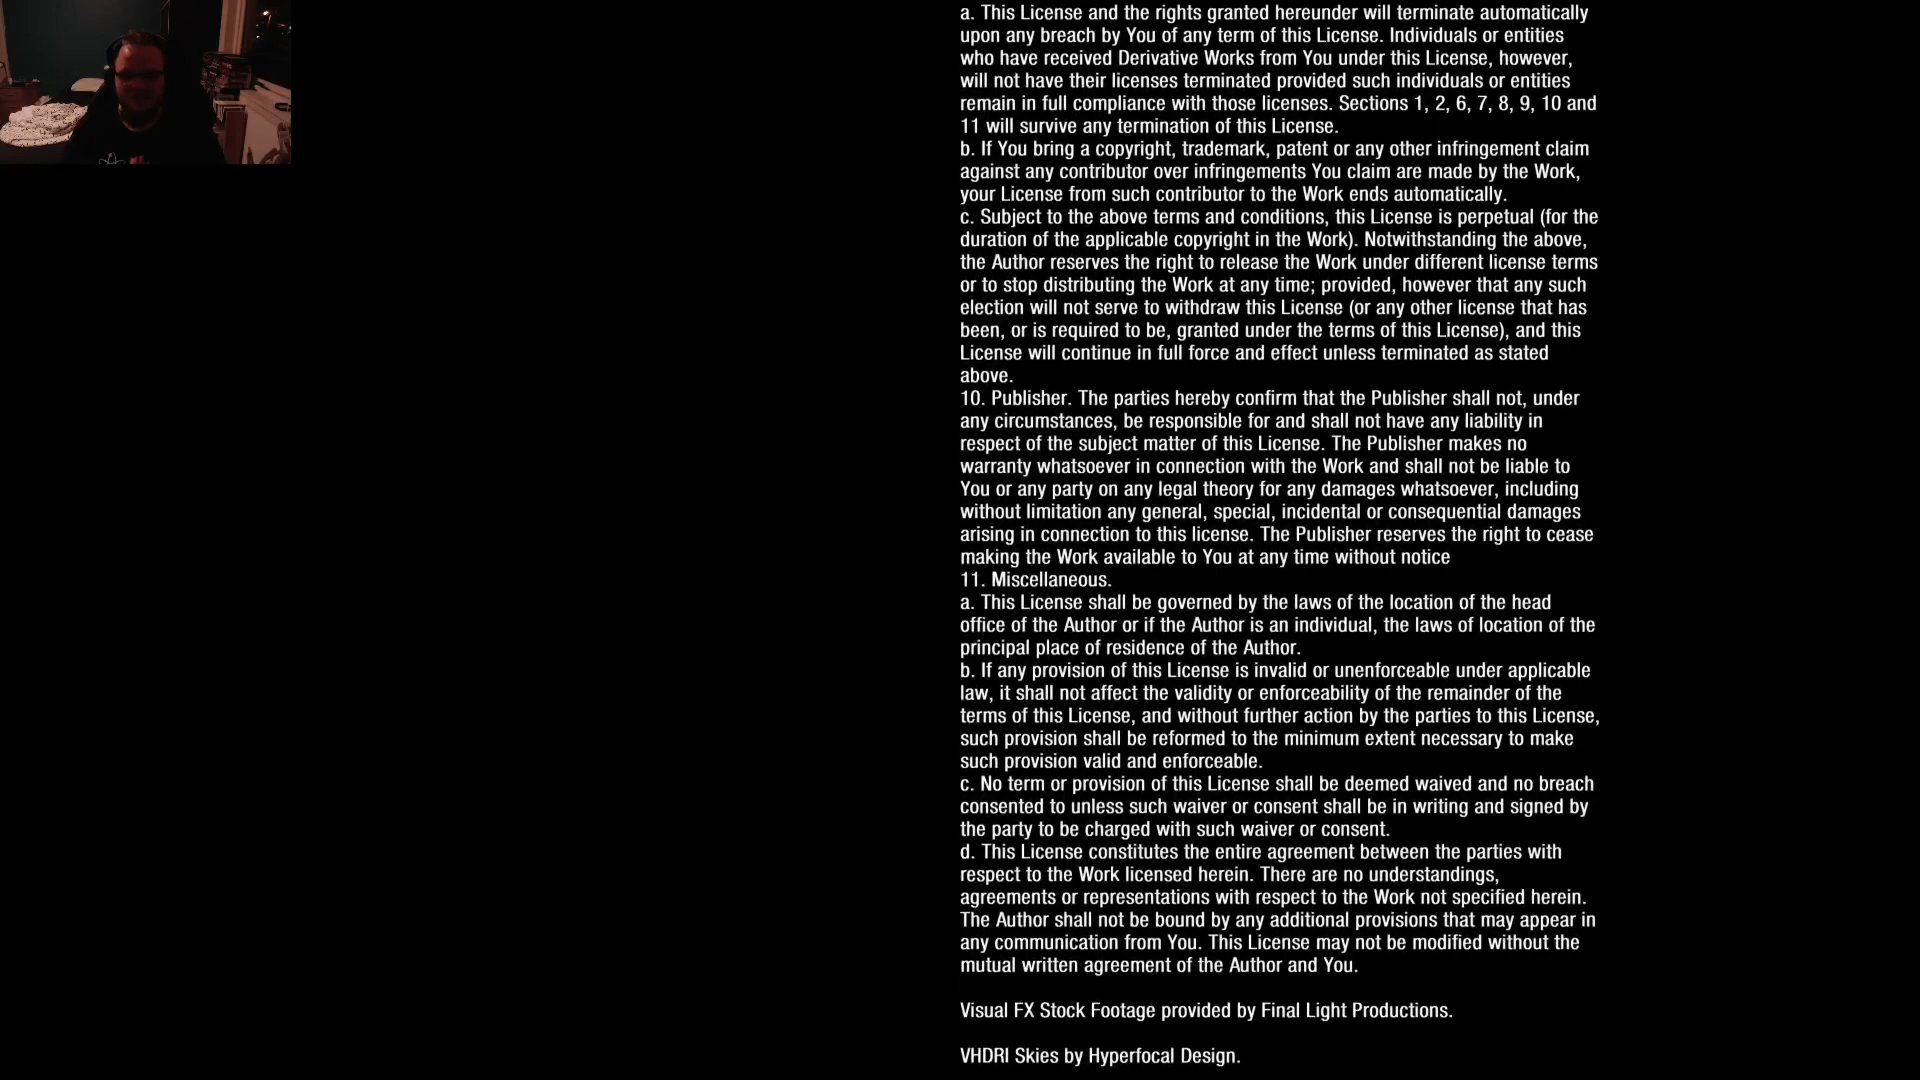 a. This License and the rights granted hereunder will terminate automatically
upon any breach by You of any term of this License. Individuals or entities
who have received Derivative Works from You under this License, however,
will not have their licenses terminated provided such individuals or entities
remain in full compliance with those licenses. Sections 1, 2, 6, 7, 8, 9, 10 and
11 will survive any termination of this License.
b. If You bring a copyright, trademark, patent or any other infringement claim
against any contributor over infringements You claim are made by the Work,
your License from such contributor to the Work ends automatically.
c. Subject to the above terms and conditions, this License is perpetual (for the
duration of the applicable copyright in the Work). Notwithstanding the above,
the Author reserves the right to release the Work under different license terms
or to stop distributing the Work at any time; provided, however that any such
election will not serve to withdraw this License (or any other license that has
been, or is required to be, granted under the terms of this License), and this
License will continue in full force and effect unless terminated as stated
above.
10. Publisher. The parties hereby confirm that the Publisher shall not, under
any circumstances, be responsible for and shall not have any liability in
respect of the subject matter of this License. The Publisher makes no
warranty whatsoever in connection with the Work and shall not be liable to
You or any party on any legal theory for any damages whatsoever, including
without limitation any general, special, incidental or consequential damages
arising in connection to this license. The Publisher reserves the right to cease
making the Work available to You at any time without notice
11. Miscellaneous.
a. This License shall be governed by the laws of the location of the head
office of the Author or if the Author is an individual, the laws of location of the
principal place of residence of the Author.
b. If any provision of this License is invalid or unenforceable under applicable
law, it shall not affect the validity or enforceability of the remainder of the
terms of this License, and without further action by the parties to this License,
such provision shall be reformed to the minimum extent necessary to make
such provision valid and enforceable.
c. No term or provision of this License shall be deemed waived and no breach
consented to unless such waiver or consent shall be in writing and signed by
the party to be charged with such waiver or consent.
d. This License constitutes the entire agreement between the parties with
respect to the Work licensed herein. There are no understandings,
agreements or representations with respect to the Work not specified herein.
The Author shall not be bound by any additional provisions that may appear in
any communication from You. This License may not be modified without the
mutual written agreement of the Author and You.
Visual FX Stock Footage provided by Final Light Productions.
VHDRI Skies by Hyperfocal Design.